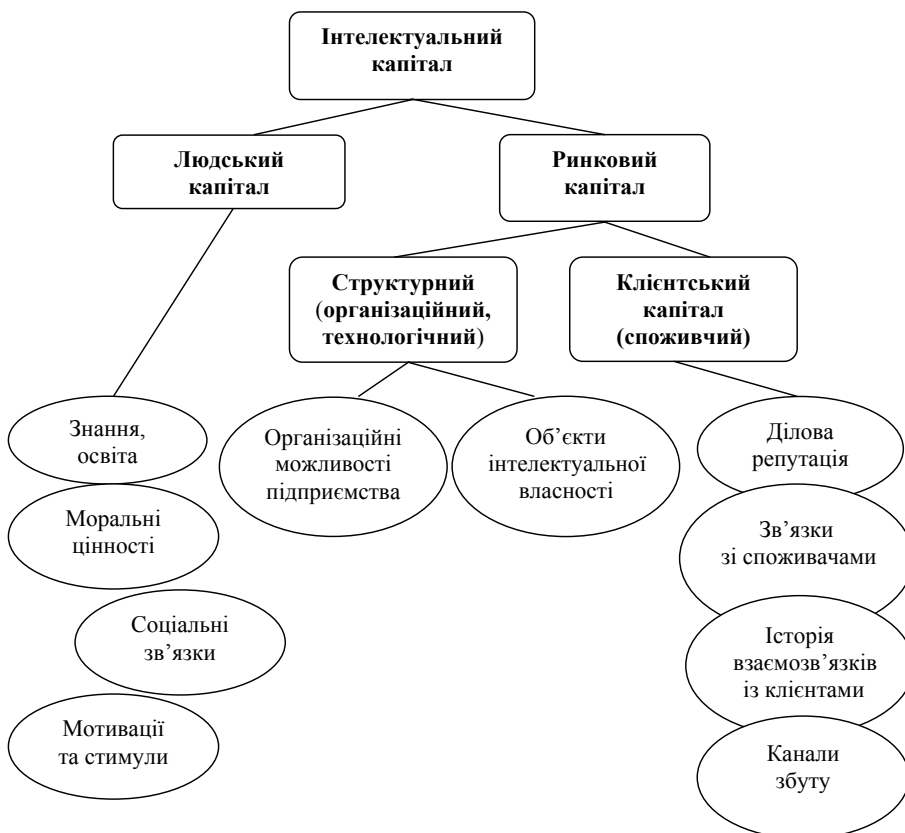 Інтелектуальний
капітал
Людський
капітал
Ринковий
капітал
Структурний
(організаційний,
технологічний)
Клієнтський
капітал
(споживчий)
Знання,
освіта
Організаційні
можливості
підприємства
Об’єкти
інтелектуальної
власності
Ділова
репутація
Моральні
цінності
Зв’язки
зі споживачами
Соціальні
зв’язки
Історія
взаємозв’язків
із клієнтами
Мотивації
та стимули
Канали
збуту